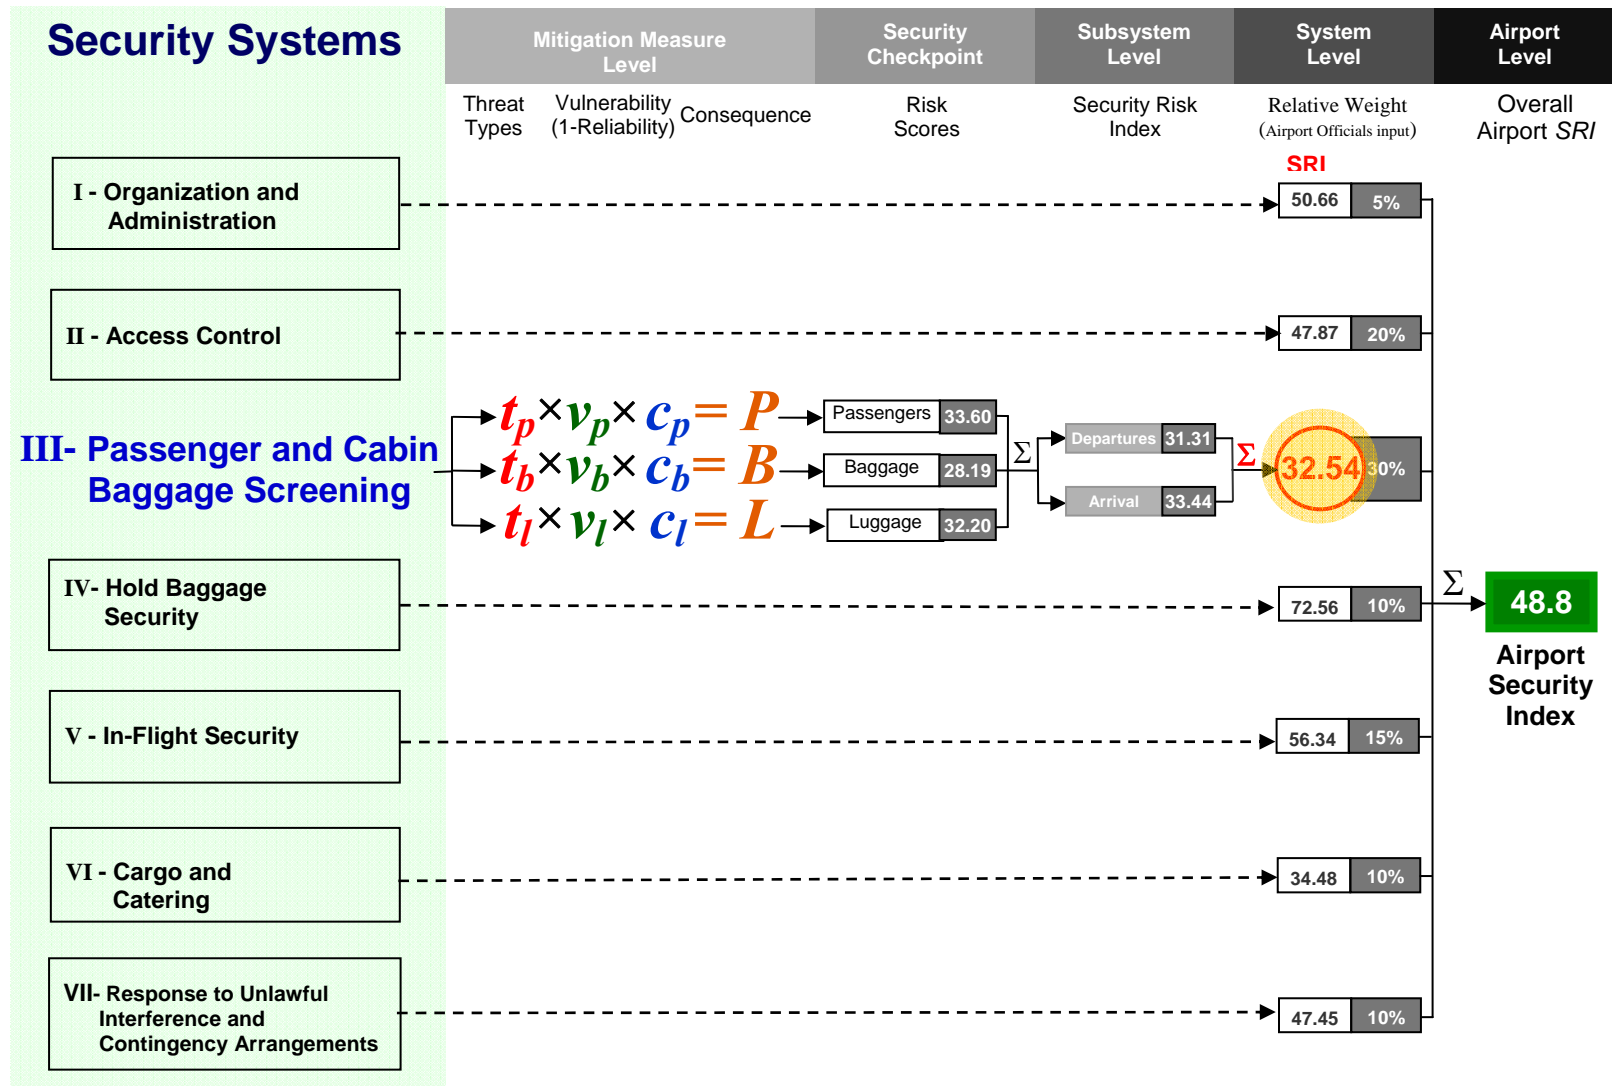 Security Systems
Mitigation Measure
Level
Security
Checkpoint
Subsystem
Level
System
Level
Airport
Level
Threat
Types
Vulnerability
(1-Reliability)
Consequence
Risk
Scores
Security Risk
Index
Relative Weight
(Airport Officials input)
Overall
Airport SRI
SRI
I - Organization and
Administration
50.66 5%
II - Access Control
47.87 20%
III- Passenger and Cabin
Baggage Screening
tp × vp × cp = P
Passengers 33.60
tb × vb × cb = B
Baggage 28.19
tl × vl × cl = L
Luggage 32.20
Σ
Departures 31.31
Arrival 33.44
Σ
32.54 30%
IV- Hold Baggage
Security
72.56 10%
Σ
48.8
Airport
Security
Index
V - In-Flight Security
56.34 15%
VI - Cargo and
Catering
34.48 10%
VII- Response to Unlawful
Interference and
Contingency Arrangements
47.45 10%